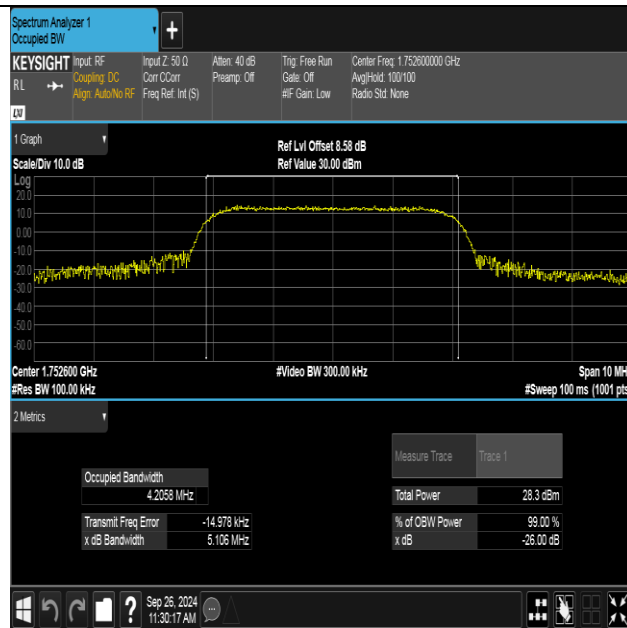 Spectrum Analyzer 1
Occupied BW
KEYSIGHT
RL
LXI
Input: RF
Coupling: DC
Align: Auto/No RF
Input Z: 50 Ω
Corr CCorr
Freq Ref: Int (S)
Atten: 40 dB
Preamp: Off
Trig: Free Run
Gate: Off
#IF Gain: Low
Center Freq: 1.752600000 GHz
Avg|Hold: 100/100
Radio Std: None
1 Graph
Scale/Div 10.0 dB
Ref Lvl Offset 8.58 dB
Ref Value 30.00 dBm
Log
20.0
10.0
0.00
-10.0
-20.0
-30.0
-40.0
-50.0
-60.0
Center 1.752600 GHz
#Res BW 100.00 kHz
#Video BW 300.00 kHz
Span 10 MH
#Sweep 100 ms (1001 pts
2 Metrics
Measure Trace Trace 1
Occupied Bandwidth
4.2058 MHz
Total Power 28.3 dBm
Transmit Freq Error -14.978 kHz
% of OBW Power 99.00 %
x dB Bandwidth 5.106 MHz
x dB -26.00 dB
?
Sep 26, 2024
11:30:17 AM